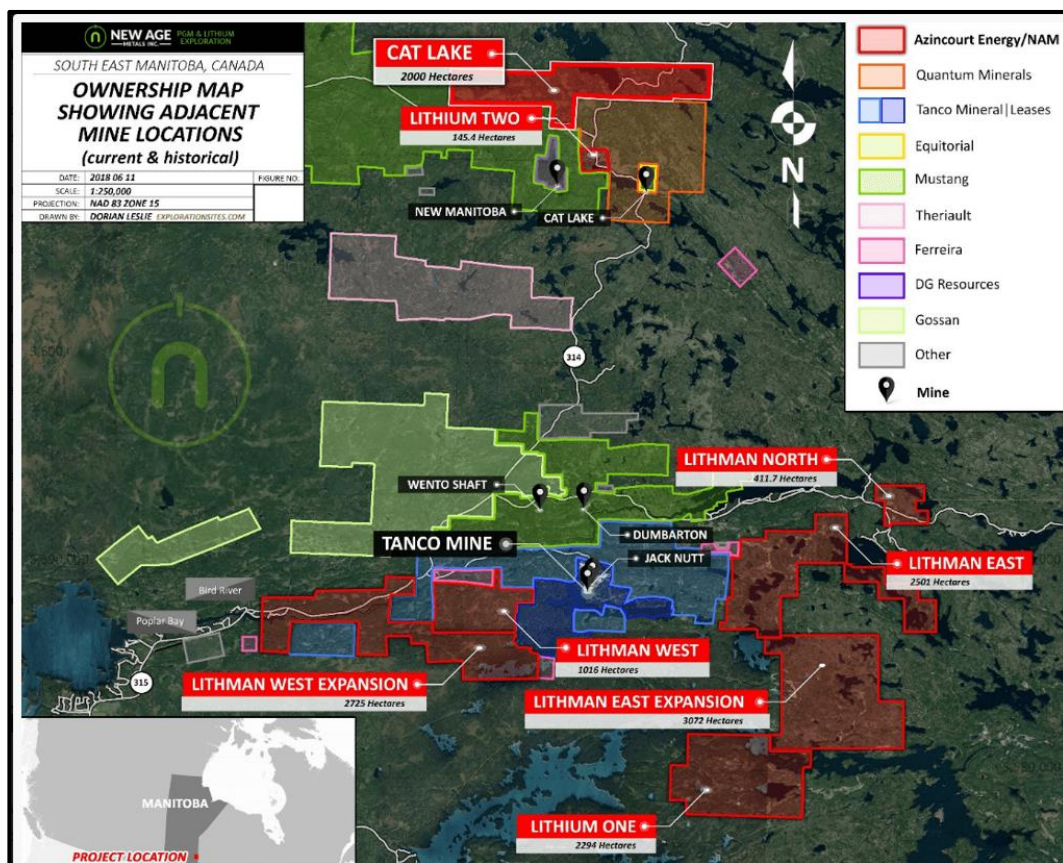 NEW AGE
METALS INC.
PGM & LITHIUM
EXPLORATION
SOUTH EAST MANITOBA, CANADA
OWNERSHIP MAP
SHOWING ADJACENT
MINE LOCATIONS
(current & historical)
DATE: 2018 06 11
FIGURE NO:
SCALE: 1:250,000
PROJECTION: NAD 83 ZONE 15
DRAWN BY: DORIAN LESLIE EXPLORATIONSITES.COM
CAT LAKE
2000 Hectares
LITHIUM TWO
145.4 Hectares
NEW MANITOBA
CAT LAKE
N
Azincourt Energy/NAM
Quantum Minerals
Tanco Mineral|Leases
Equitorial
Mustang
Theriault
Ferreira
DG Resources
Gossan
Other
Mine
314
LITHMAN NORTH
411.7 Hectares
WENTO SHAFT
DUMBARTON
TANCO MINE
JACK NUTT
LITHMAN EAST
2501 Hectares
Bird River
Poplar Bay
LITHMAN WEST
1016 Hectares
315
LITHMAN WEST EXPANSION
2725 Hectares
LITHMAN EAST EXPANSION
3072 Hectares
LITHIUM ONE
2294 Hectares
MANITOBA
PROJECT LOCATION